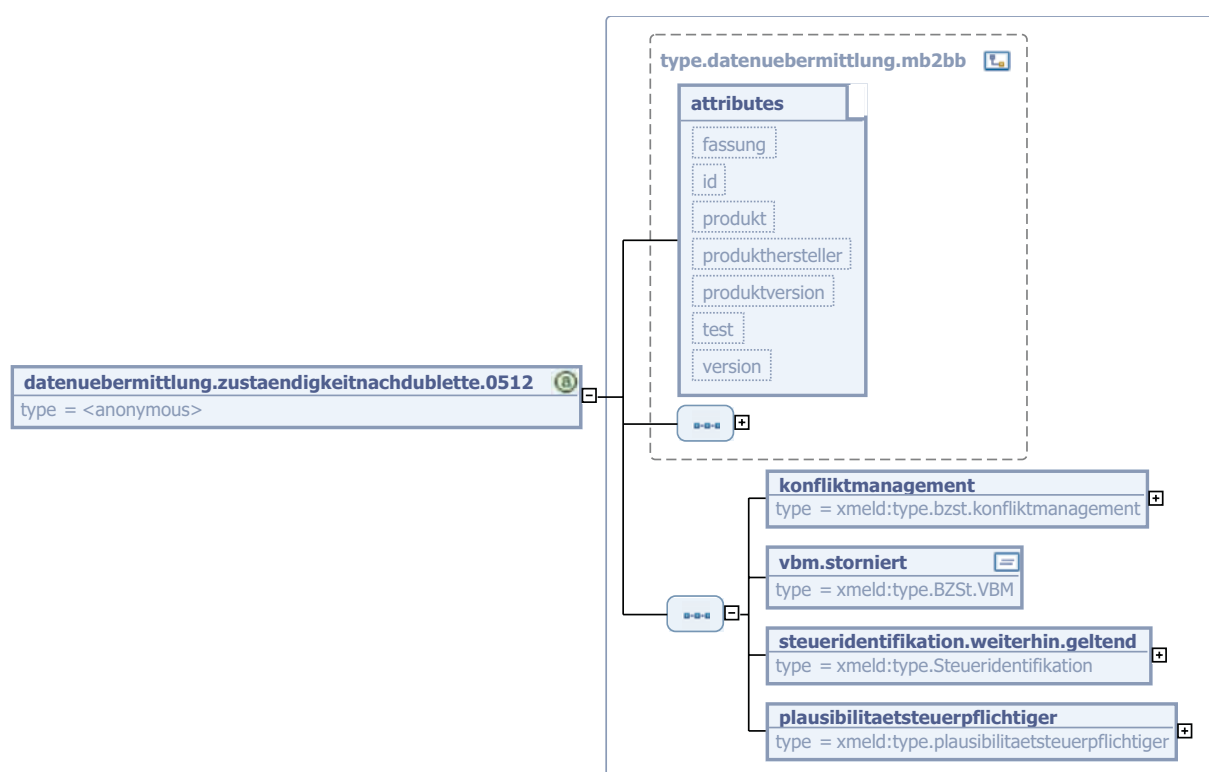 type.datenuebermittlung.mb2bb
attributes
fassung
id
produkt
produkthersteller
produktversion
test
version
datenuebermittlung.zustaendigkeitnachdublette.0512
type = <anonymous>
konfliktmanagement
type = xmeld:type.bzst.konfliktmanagement
vbm.storniert
type = xmeld:type.BZSt.VBM
steueridentifikation.weiterhin.geltend
type = xmeld:type.Steueridentifikation
plausibilitaetsteuerpflichtiger
type = xmeld:type.plausibilitaetsteuerpflichtiger